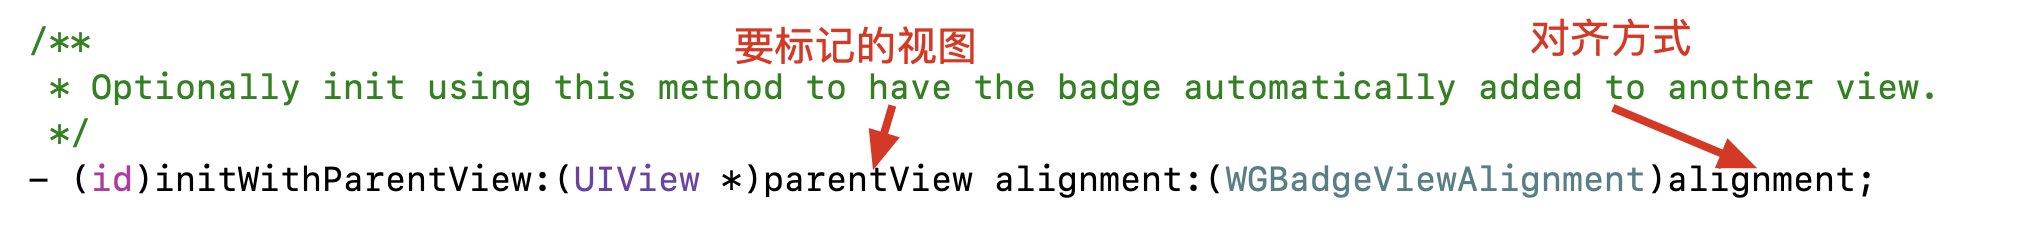 /**
要标记的视图
对齐方式
* Optionally init using this method to have the badge automatically added to another view.
*/
- (id)initWithParentView:(UIView *)parentView alignment:(WGBadgeViewAlignment)alignment;